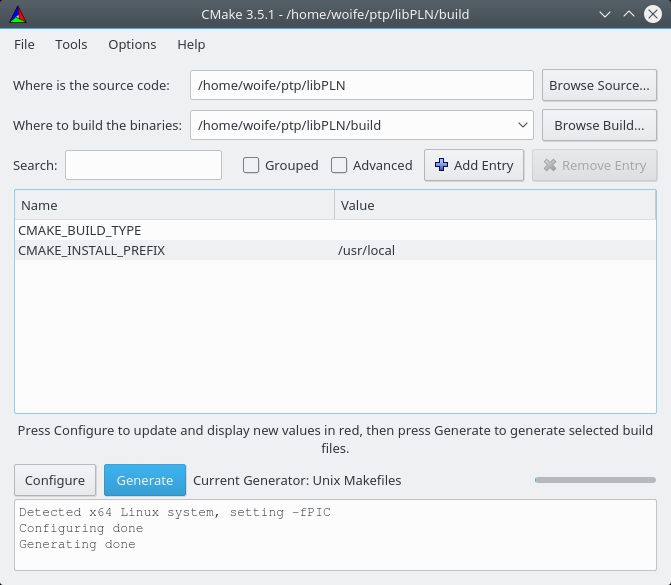 CMake 3.5.1 - /home/woife/ptp/libPLN/build
File Tools Options Help
Where is the source code: /home/woife/ptp/libPLN Browse Source...
Where to build the binaries: /home/woife/ptp/libPLN/build Browse Build...
Search: Grouped Advanced Add Entry Remove Entry
Name Value
CMAKE_BUILD_TYPE
CMAKE_INSTALL_PREFIX /usr/local
Press Configure to update and display new values in red, then press Generate to generate selected build
files.
Configure Generate Current Generator: Unix Makefiles
Detected x64 Linux system, setting -fPIC
Configuring done
Generating done